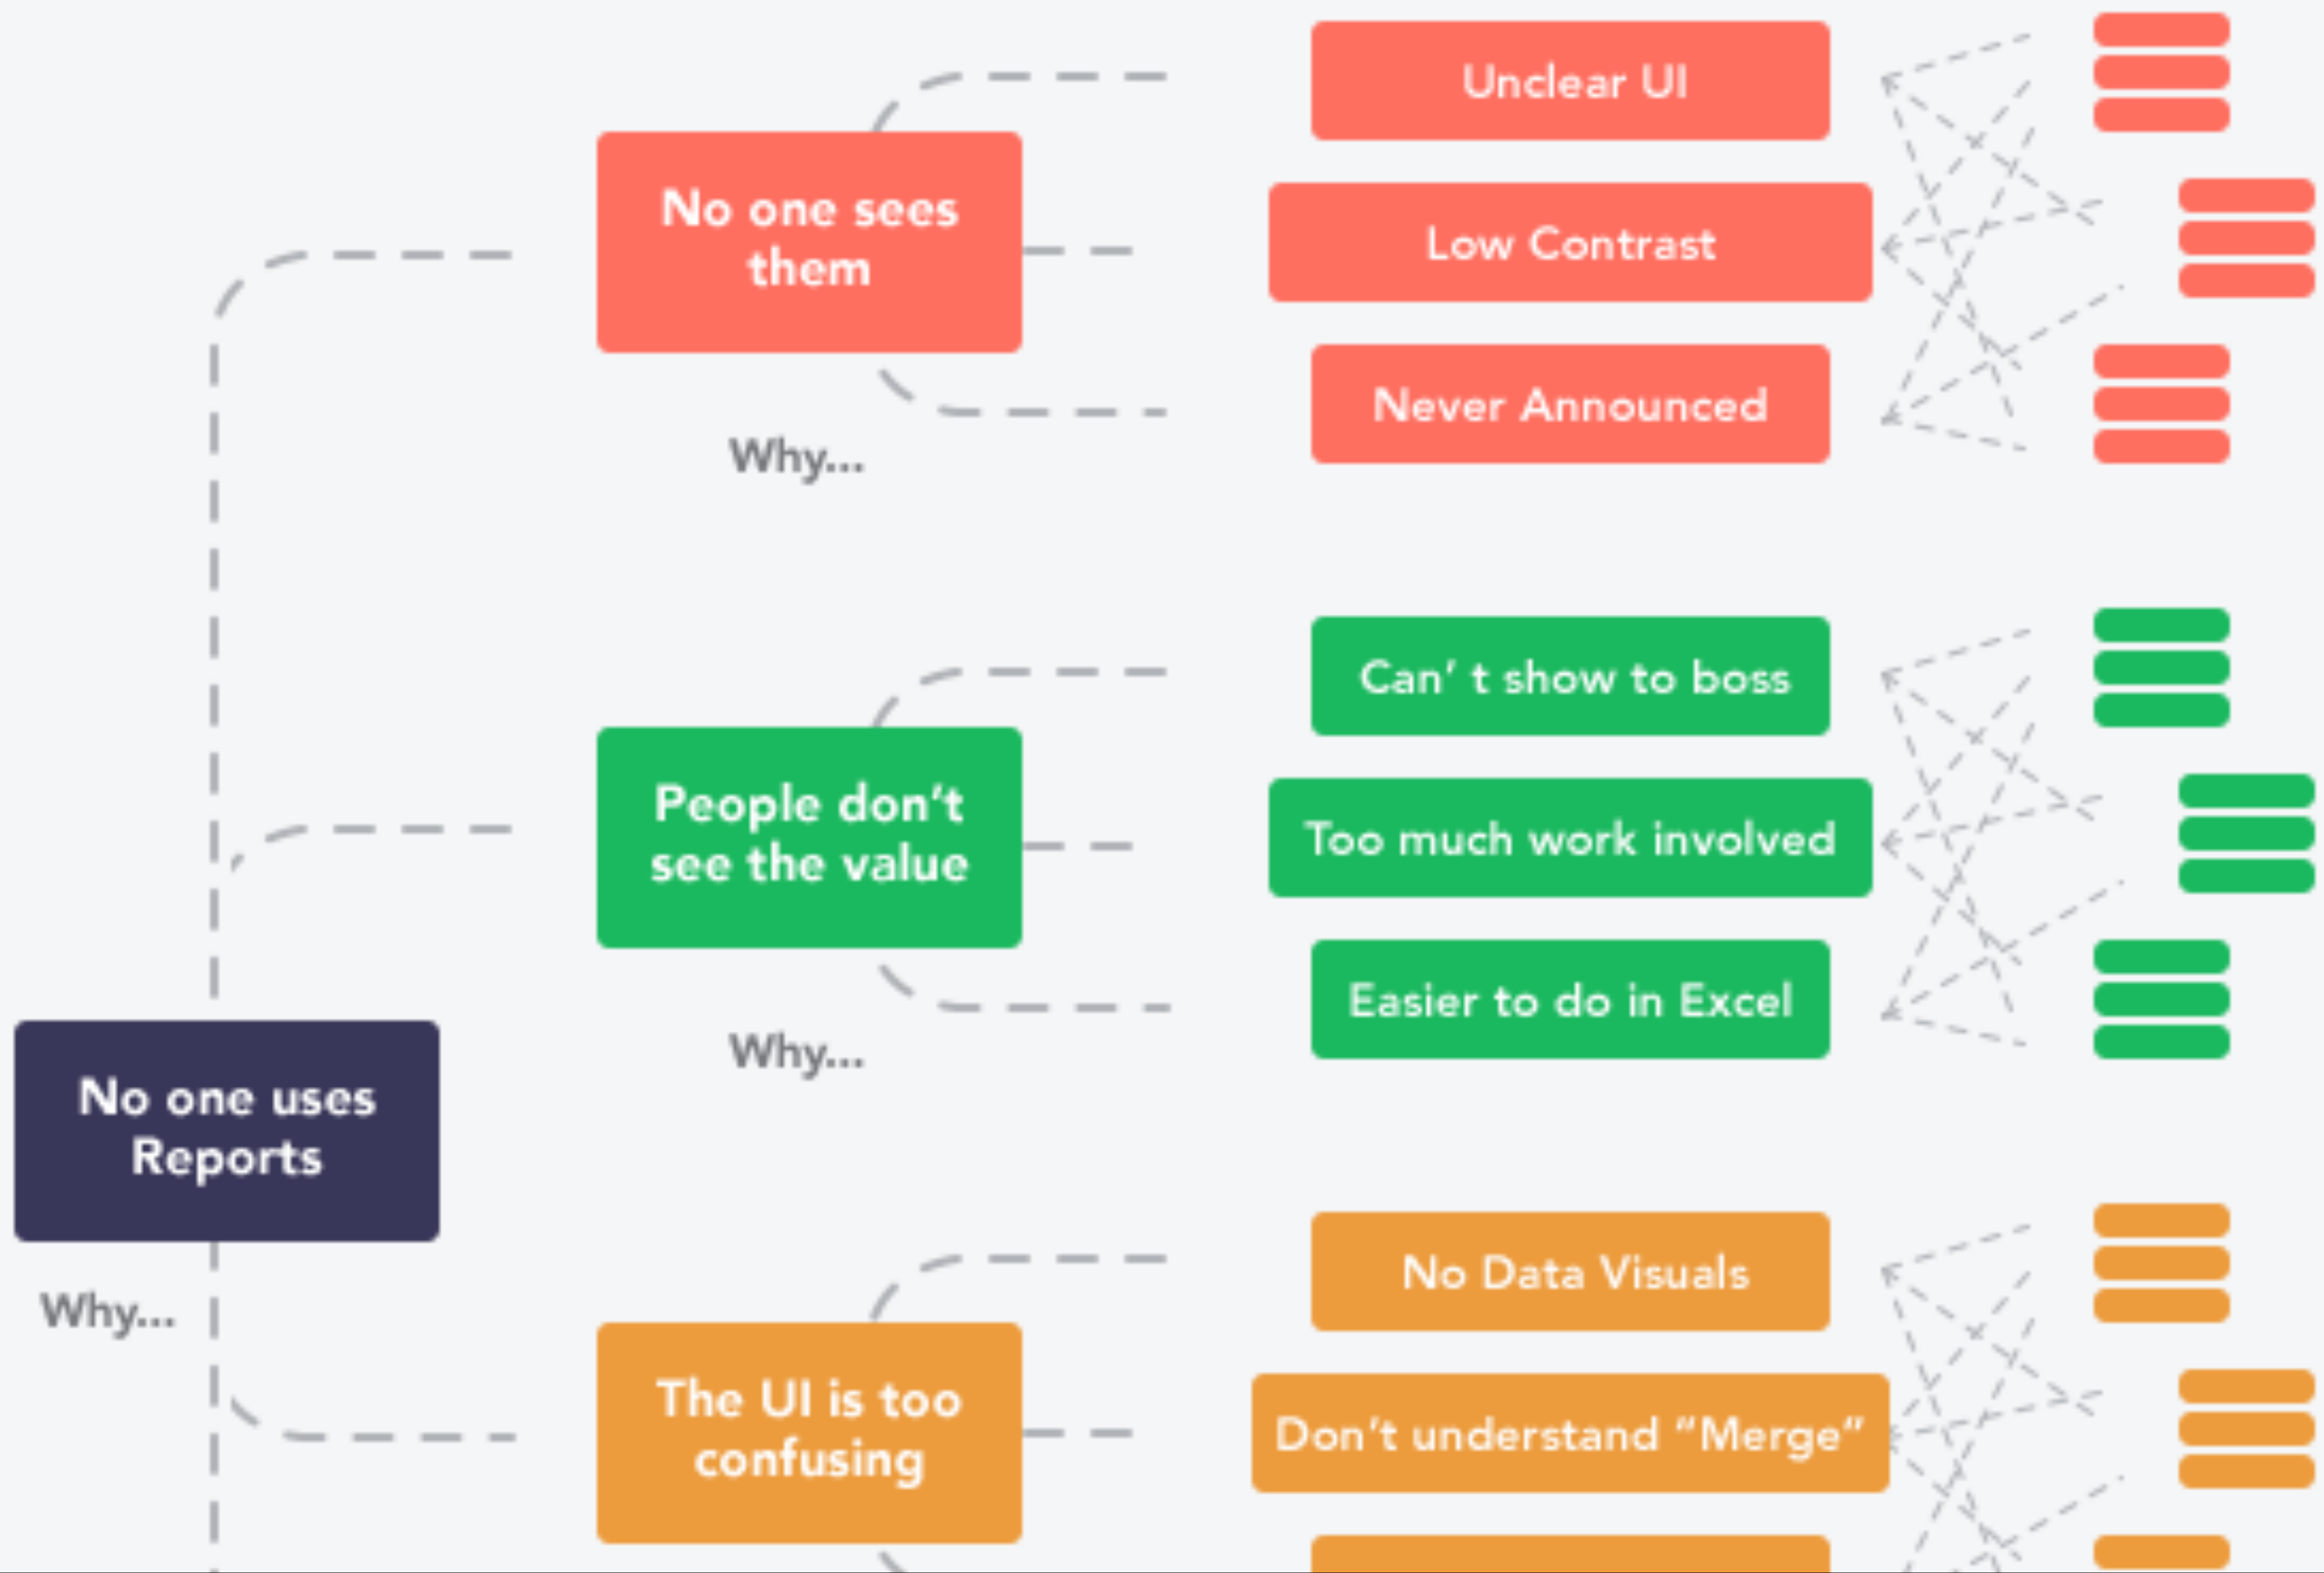 Unclear UI
No one sees
them
Low Contrast
Never Announced
Why...
Can' t show to boss
People don't
see the value
Too much work involved
Easier to do in Excel
Why...
No one uses
Reports
Why...
No Data Visuals
The UI is too
confusing
Don't understand “Merge”